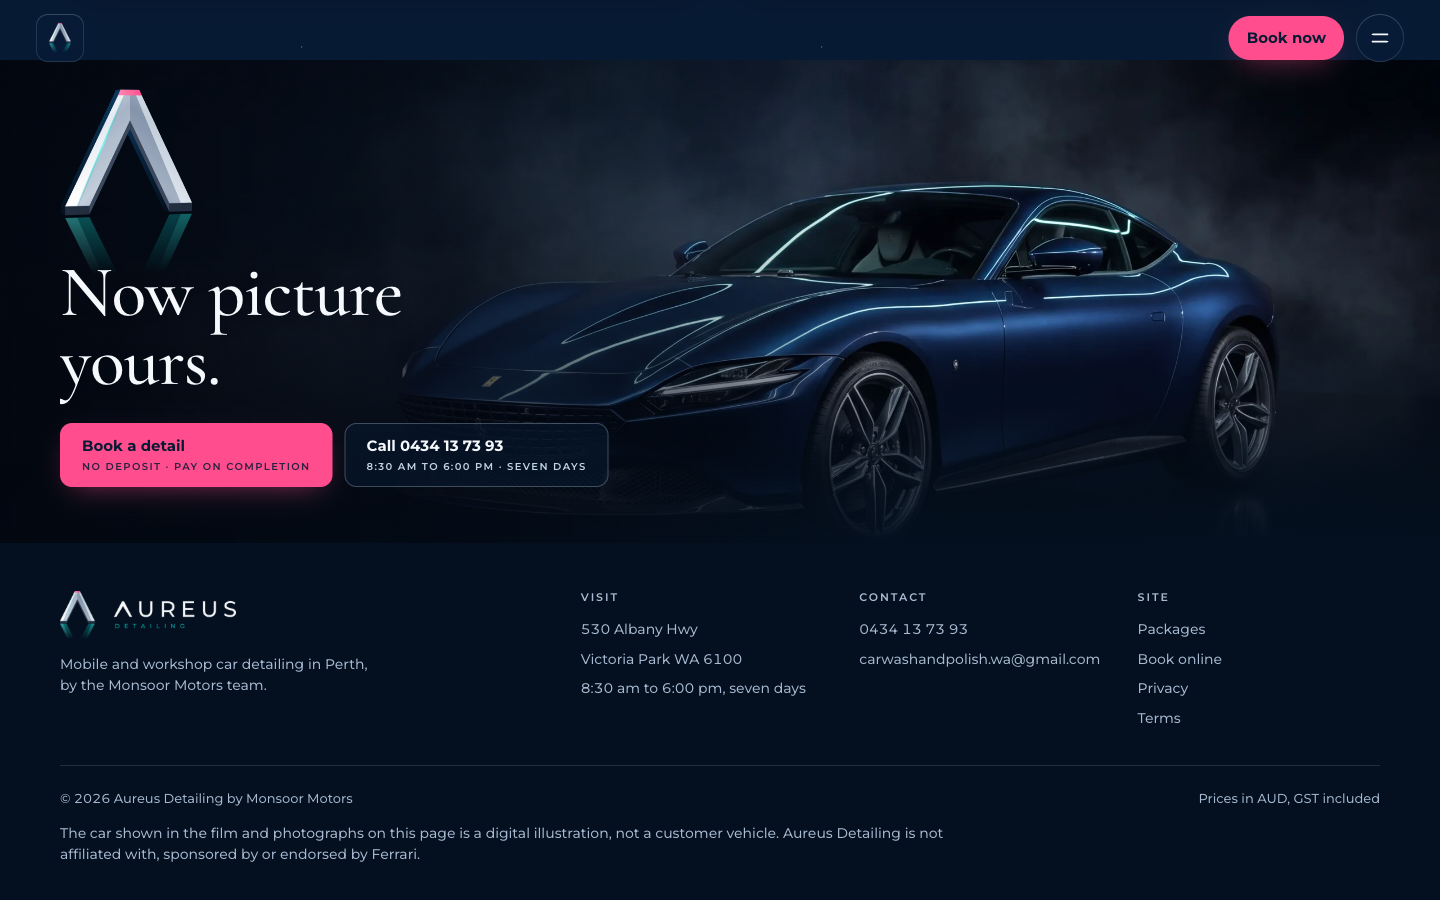 Book now
Now picture
yours.
Book a detail
NO DEPOSIT · PAY ON COMPLETION
Call 0434 13 73 93
8:30 AM TO 6:00 PM · SEVEN DAYS
AUREUS
DETAILING
Mobile and workshop car detailing in Perth,
by the Monsoor Motors team.
VISIT
530 Albany Hwy
Victoria Park WA 6100
8:30 am to 6:00 pm, seven days
CONTACT
0434 13 73 93
carwashandpolish.wa@gmail.com
SITE
Packages
Book online
Privacy
Terms
© 2026 Aureus Detailing by Monsoor Motors
Prices in AUD, GST included
The car shown in the film and photographs on this page is a digital illustration, not a customer vehicle. Aureus Detailing is not
affiliated with, sponsored by or endorsed by Ferrari.